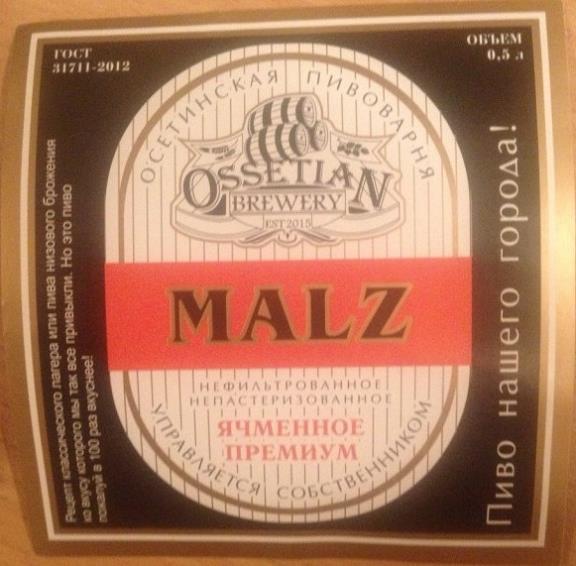 ГОСТ
31711-2012
ОБЪЕМ
0,5 л
ОСЕТИНСКАЯ ПИВОВАРНЯ
OSSETIAN
BREWERY
EST 2015
MALZ
НЕФИЛЬТРОВАННОЕ
НЕПАСТЕРИЗОВАННОЕ
ЯЧМЕННОЕ
ПРЕМИУМ
УПРАВЛЯЕТСЯ СОБСТВЕННИКОМ
Рецепт классического лагера или пива низового брожения
ко вкусу которого мы так все привыкли. Но это пиво
пожалуй в 100 раз вкуснее!
Пиво нашего города!